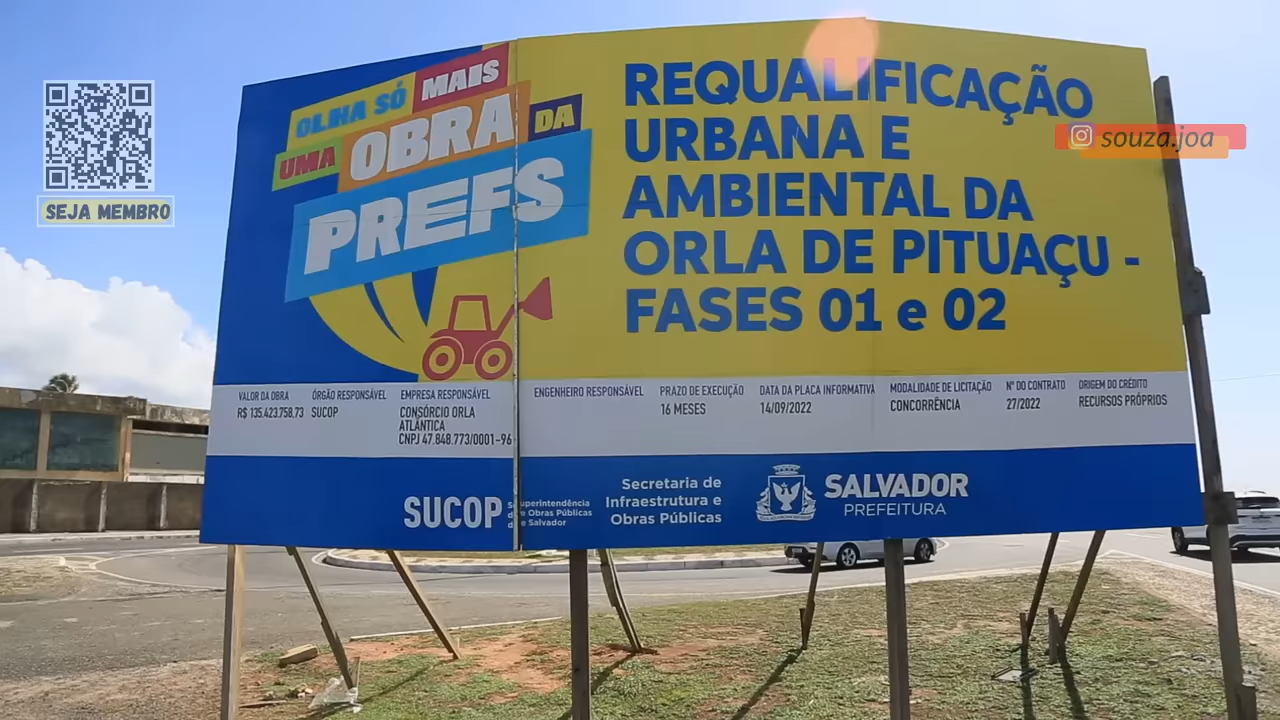 SEJA MEMBRO
OLHA SÓ MAIS
UMA OBRA DA
PREFS
REQUALIFICAÇÃO
URBANA E
AMBIENTAL DA
ORLA DE PITUAÇU -
FASES 01 e 02
souza.joa
VALOR DA OBRA
R$ 135.423.758,73
ÓRGÃO RESPONSÁVEL
SUCOP
EMPRESA RESPONSÁVEL
CONSÓRCIO ORLA
ATLÂNTICA
CNPJ 47.848.773/0001-96
ENGENHEIRO RESPONSÁVEL
PRAZO DE EXECUÇÃO
16 MESES
DATA DA PLACA INFORMATIVA
14/09/2022
MODALIDADE DE LICITAÇÃO
CONCORRÊNCIA
Nº DO CONTRATO
27/2022
ORIGEM DO CRÉDITO
RECURSOS PRÓPRIOS
SUCOP
Superintendência
de Obras Públicas
de Salvador
Secretaria de
Infraestrutura e
Obras Públicas
SALVADOR
PREFEITURA